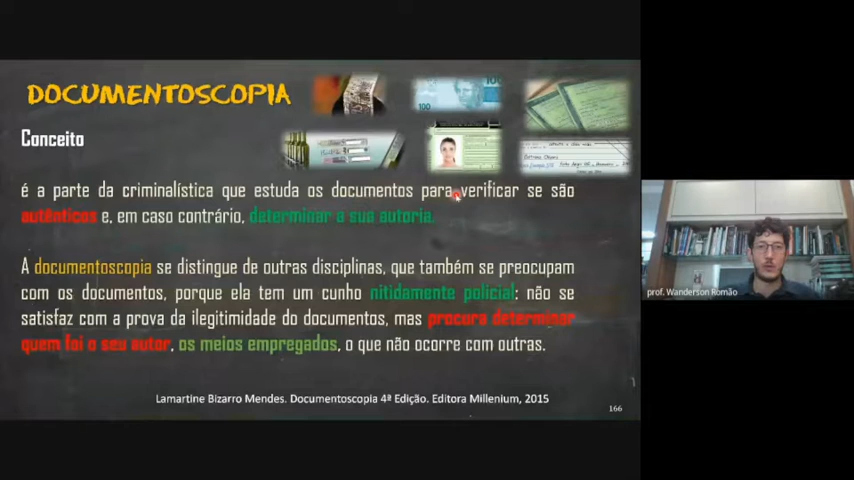 DOCUMENTOSCOPIA
Conceito
é a parte da criminalística que estuda os documentos para verificar se são
autênticos e, em caso contrário, determinar a sua autoria.
A documentoscopia se distingue de outras disciplinas, que também se preocupam
com os documentos, porque ela tem um cunho nitidamente policial: não se
satisfaz com a prova da ilegitimidade do documentos, mas procura determinar
quem foi o seu autor, os meios empregados, o que não ocorre com outras.
Lamartine Bizarro Mendes. Documentoscopia 4ª Edição. Editora Millenium, 2015
166
prof. Wanderson Romão
100
100